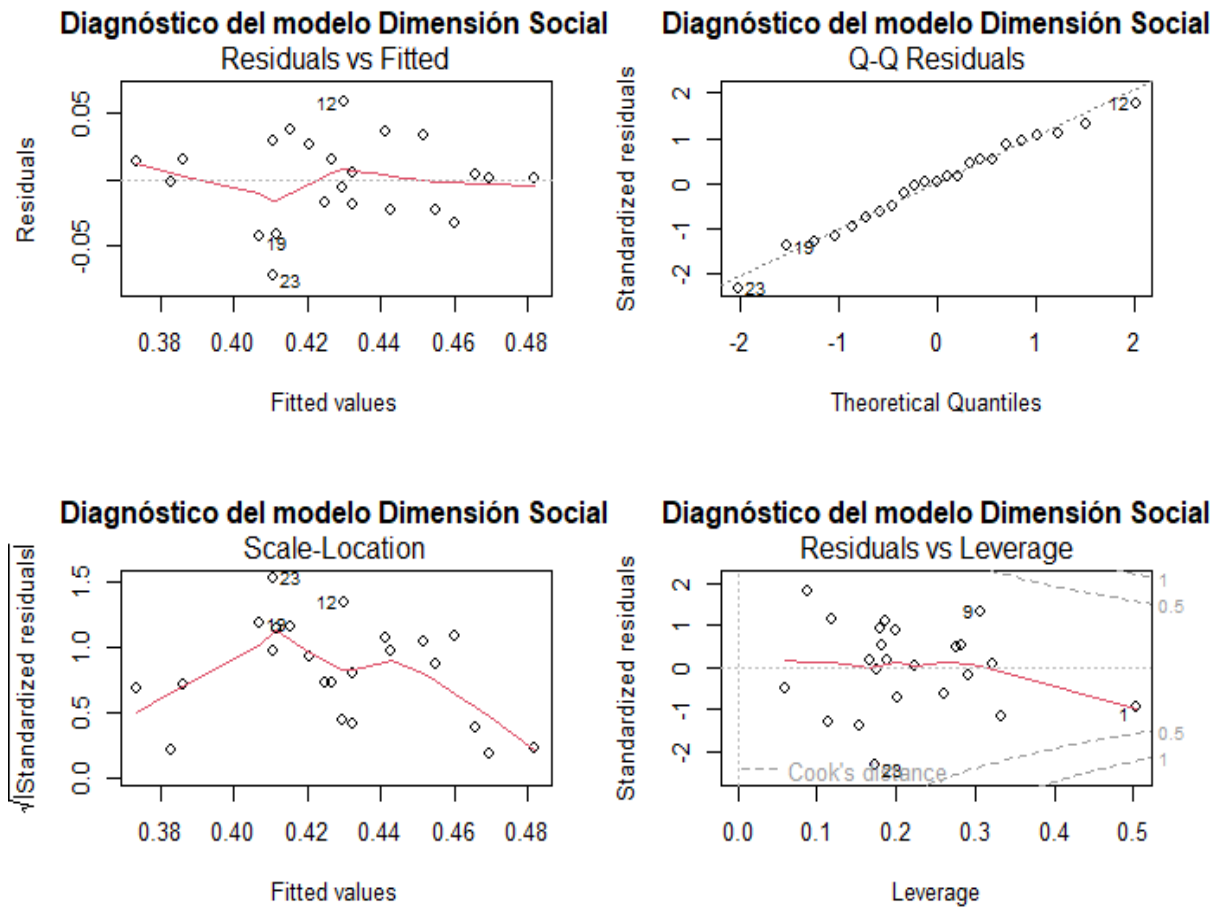 Diagnóstico del modelo Dimensión Social
Residuals vs Fitted
Residuals
0.05
-0.05
12
19
23
0.38 0.40 0.42 0.44 0.46 0.48
Fitted values
Diagnóstico del modelo Dimensión Social
Q-Q Residuals
Standardized residuals
2
1
0
-1
-2
12
19
23
-2 -1 0 1 2
Theoretical Quantiles
Diagnóstico del modelo Dimensión Social
Scale-Location
√|Standardized residuals|
1.5
1.0
0.5
0.0
23
12
19
0.38 0.40 0.42 0.44 0.46 0.48
Fitted values
Diagnóstico del modelo Dimensión Social
Residuals vs Leverage
Standardized residuals
2
1
0
-1
-2
1
0.5
9
1
0.5
1
23
Cook's distance
0.0 0.1 0.2 0.3 0.4 0.5
Leverage